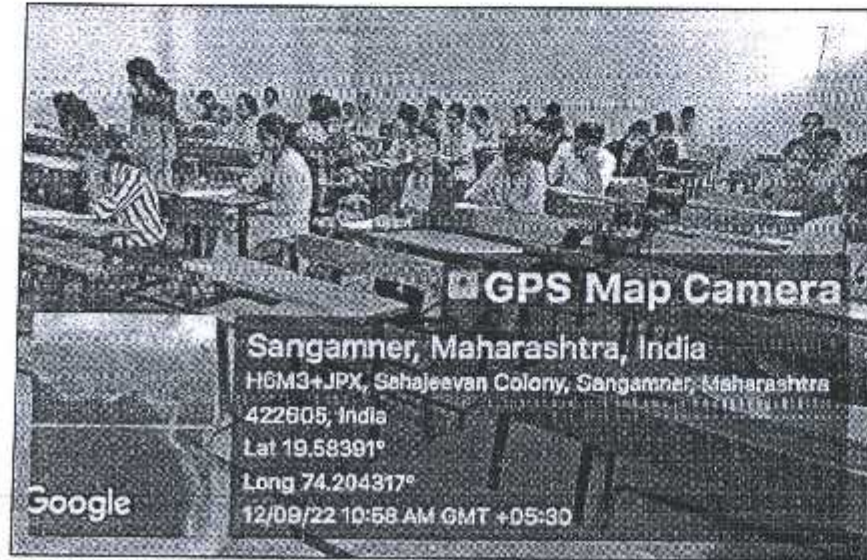 GPS Map Camera
Sangamner, Maharashtra, India
H6M3+JPX, Sahajeevan Colony, Sangamner, Maharashtra
422605, India
Lat 19.58391°
Long 74.204317°
12/09/22 10:58 AM GMT +05:30
Google